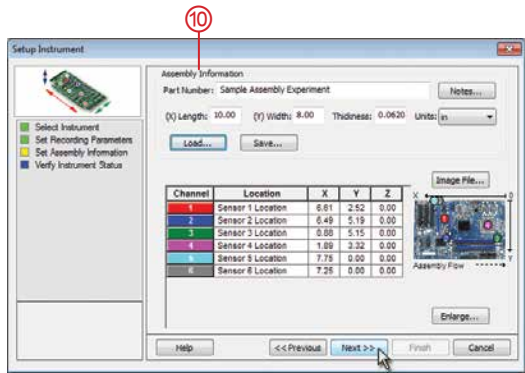 10
Setup Instrument
Assembly Information
Part Number: Sample Assembly Experiment Notes...
(X) Length: 10.00 (Y) Width: 8.00 Thickness: 0.0620 Units: in
Load... Save...
Select Instrument
Set Recording Parameters
Set Assembly Information
Verify Instrument Status
Image File...
Channel Location X Y Z
1 Sensor 1 Location 6.61 2.52 0.00
2 Sensor 2 Location 6.49 5.19 0.00
3 Sensor 3 Location 0.88 5.15 0.00
4 Sensor 4 Location 1.89 3.32 0.00
5 Sensor 5 Location 7.75 0.00 0.00
6 Sensor 6 Location 7.25 0.00 0.00
X 0
Y
Assembly Flow
Enlarge...
Help << Previous Next >> Finish Cancel